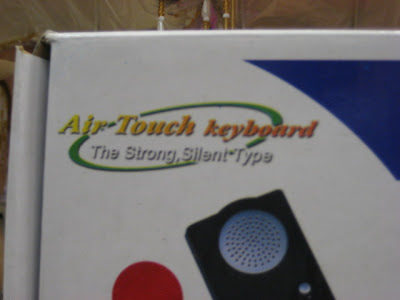 Air Touch keyboard
The Strong, Silent Type